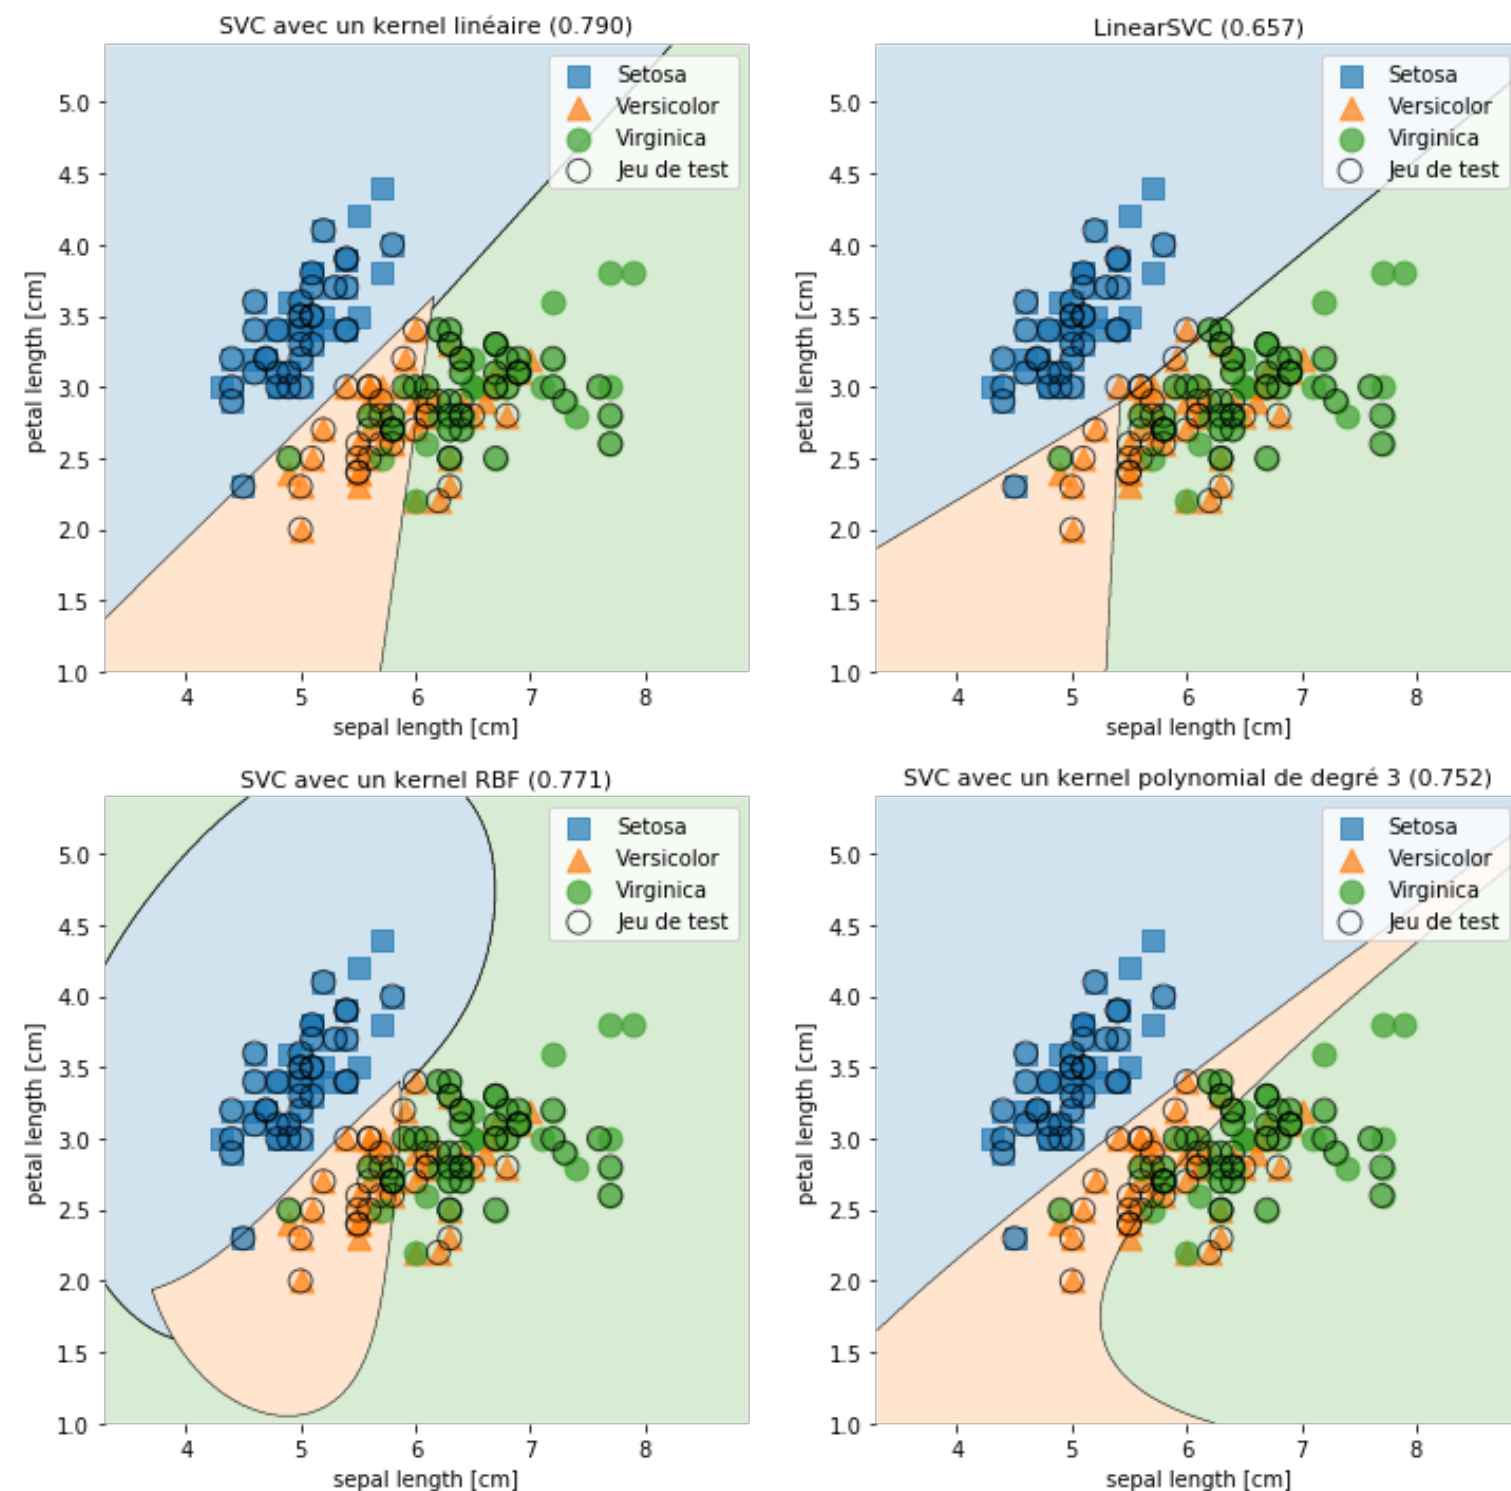 SVC avec un kernel linéaire (0.790)
Setosa
Versicolor
Virginica
Jeu de test
5.0
4.5
4.0
3.5
3.0
2.5
2.0
1.5
1.0
petal length [cm]
4 5 6 7 8
sepal length [cm]
LinearSVC (0.657)
Setosa
Versicolor
Virginica
Jeu de test
5.0
4.5
4.0
3.5
3.0
2.5
2.0
1.5
1.0
petal length [cm]
4 5 6 7 8
sepal length [cm]
SVC avec un kernel RBF (0.771)
Setosa
Versicolor
Virginica
Jeu de test
5.0
4.5
4.0
3.5
3.0
2.5
2.0
1.5
1.0
petal length [cm]
4 5 6 7 8
sepal length [cm]
SVC avec un kernel polynomial de degré 3 (0.752)
Setosa
Versicolor
Virginica
Jeu de test
5.0
4.5
4.0
3.5
3.0
2.5
2.0
1.5
1.0
petal length [cm]
4 5 6 7 8
sepal length [cm]